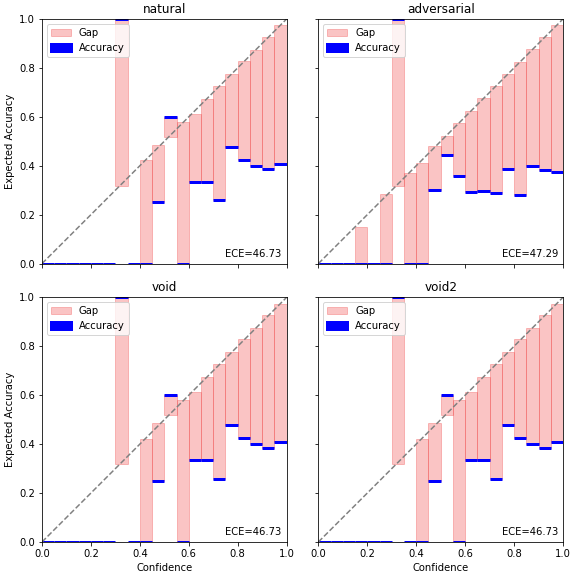 natural
Gap
Accuracy
Expected Accuracy
1.0
0.8
0.6
0.4
0.2
0.0
ECE=46.73
adversarial
Gap
Accuracy
ECE=47.29
void
Gap
Accuracy
Expected Accuracy
1.0
0.8
0.6
0.4
0.2
0.0
ECE=46.73
0.0 0.2 0.4 0.6 0.8 1.0
Confidence
void2
Gap
Accuracy
ECE=46.73
0.0 0.2 0.4 0.6 0.8 1.0
Confidence